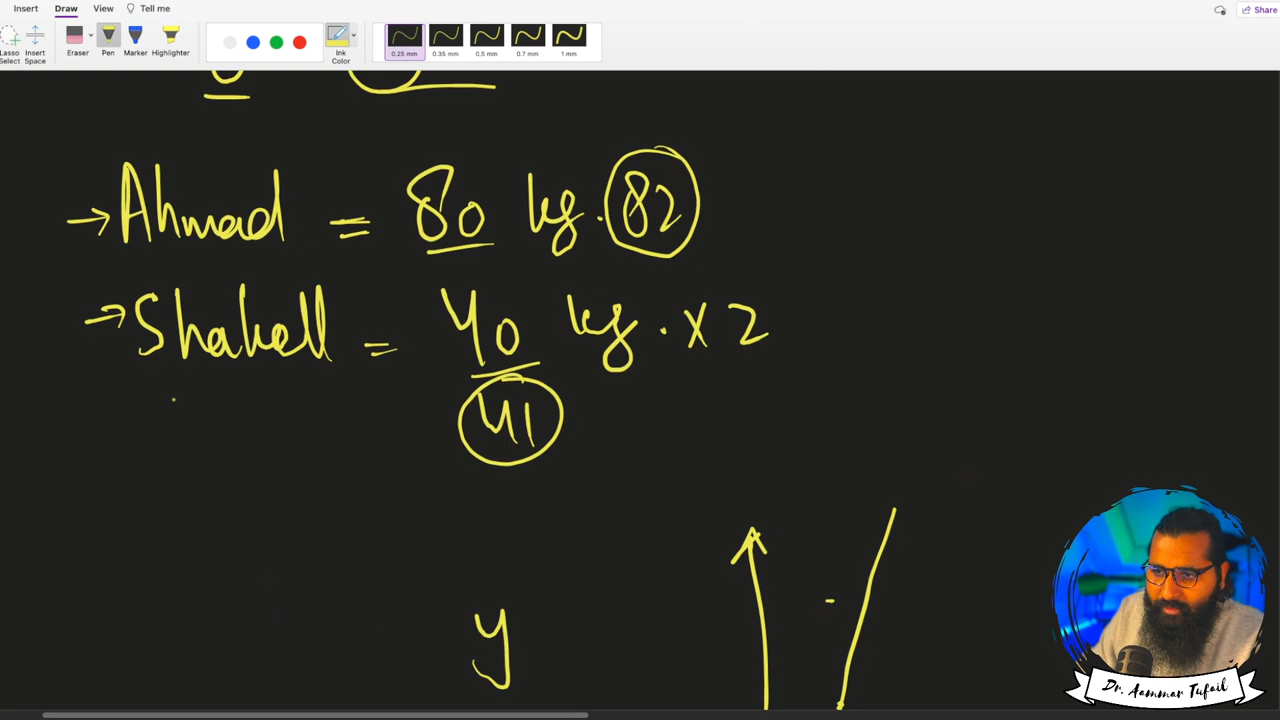 Insert Draw View Tell me
Share
Lasso Select
Insert Space
Eraser
Pen
Marker
Highlighter
Ink Color
0.25 mm
0.35 mm
0.5 mm
0.7 mm
1 mm
→ Ahmad = 80 kg. 82
→ Shakell = 40 kg. x 2
41
y
Dr. Aammar Tufail